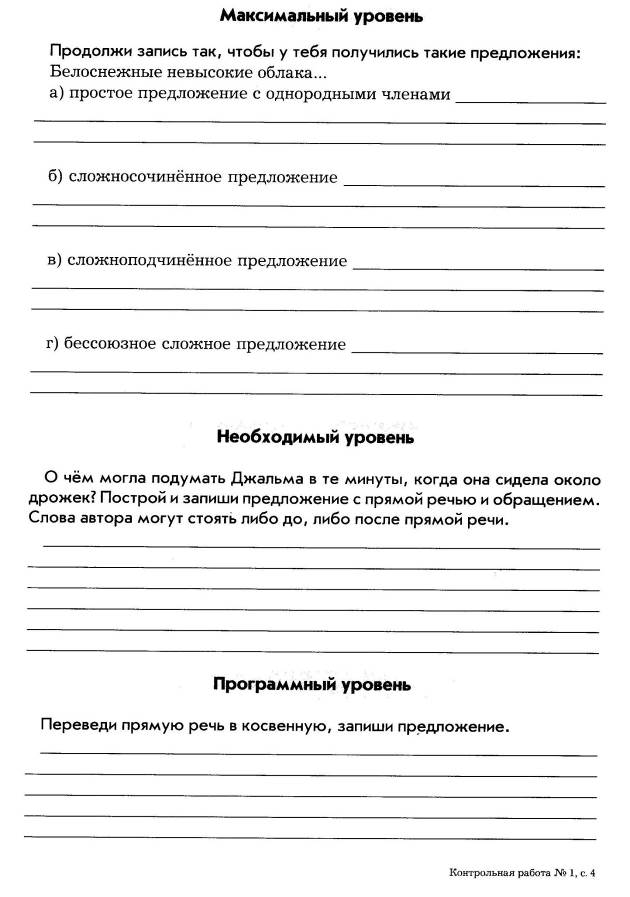 Максимальный уровень
Продолжи запись так, чтобы у тебя получились такие предложения:
Белоснежные невысокие облака...
а) простое предложение с однородными членами
б) сложносочинённое предложение
в) сложноподчинённое предложение
г) бессоюзное сложное предложение
Необходимый уровень
О чём могла подумать Джальма в те минуты, когда она сидела около
дрожек? Построй и запиши предложение с прямой речью и обращением.
Слова автора могут стоять либо до, либо после прямой речи.
Программный уровень
Переведи прямую речь в косвенную, запиши предложение.
Контрольная работа № 1, с. 4